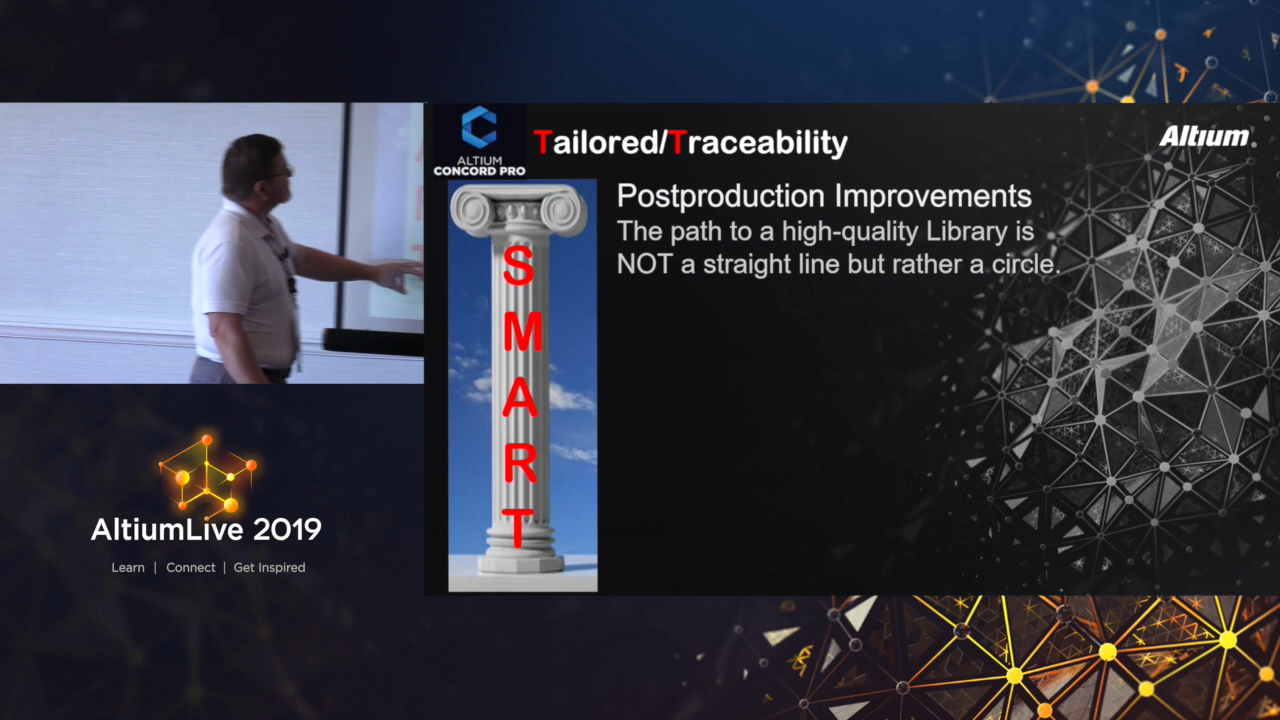 ALTIUM
CONCORD PRO
Tailored/Traceability
Altium®
Postproduction Improvements
The path to a high-quality Library is
NOT a straight line but rather a circle.
S
M
A
R
T
AltiumLive 2019
Learn | Connect | Get Inspired